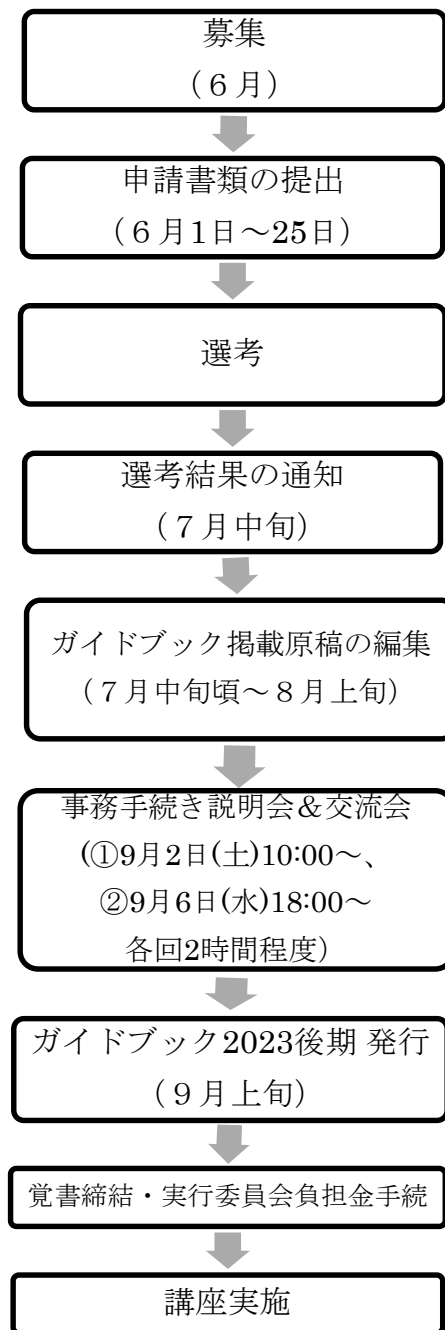 募集
（６月）
申請書類の提出
（６月1日～25日）
選考
選考結果の通知
（７月中旬）
ガイドブック掲載原稿の編集
（７月中旬頃～８月上旬）
事務手続き説明会＆交流会
(①9月2日(土)10:00～、
②9月6日(水)18:00～
各回2時間程度）
ガイドブック2023後期 発行
（９月上旬）
覚書締結・実行委員会負担金手続
講座実施